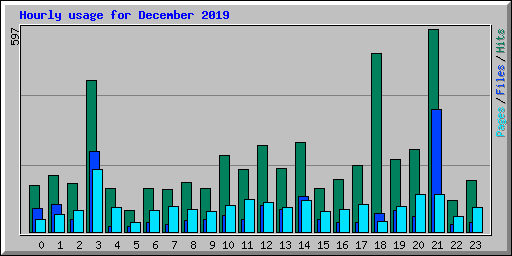 Hourly usage for December 2019
597
Pages / Files / Hits
0 1 2 3 4 5 6 7 8 9 10 11 12 13 14 15 16 17 18 19 20 21 22 23